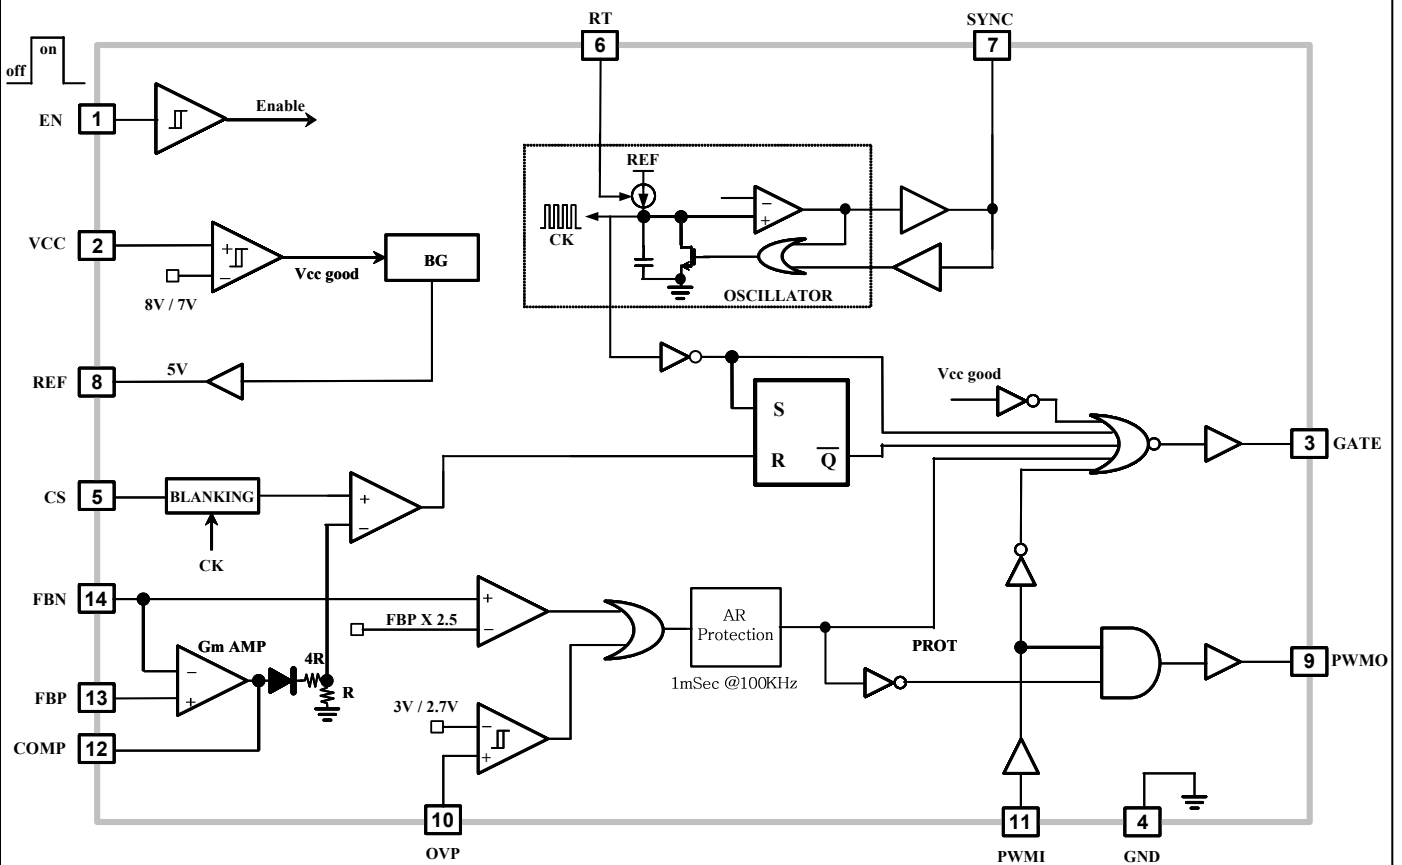 RT
SYNC
6
7
on
off
EN
1
Enable
REF
CK
−
+
OSCILLATOR
VCC
2
+
−
Vcc good
BG
8V / 7V
REF
8
5V
Vcc good
S
R
Q
3
GATE
CS
5
BLANKING
+
−
CK
FBN
14
FBP X 2.5
+
−
AR
Protection
PROT
1mSec @100KHz
Gm AMP
−
+
4R
R
FBP
13
COMP
12
3V / 2.7V
−
+
9
PWMO
10
OVP
11
PWMI
4
GND